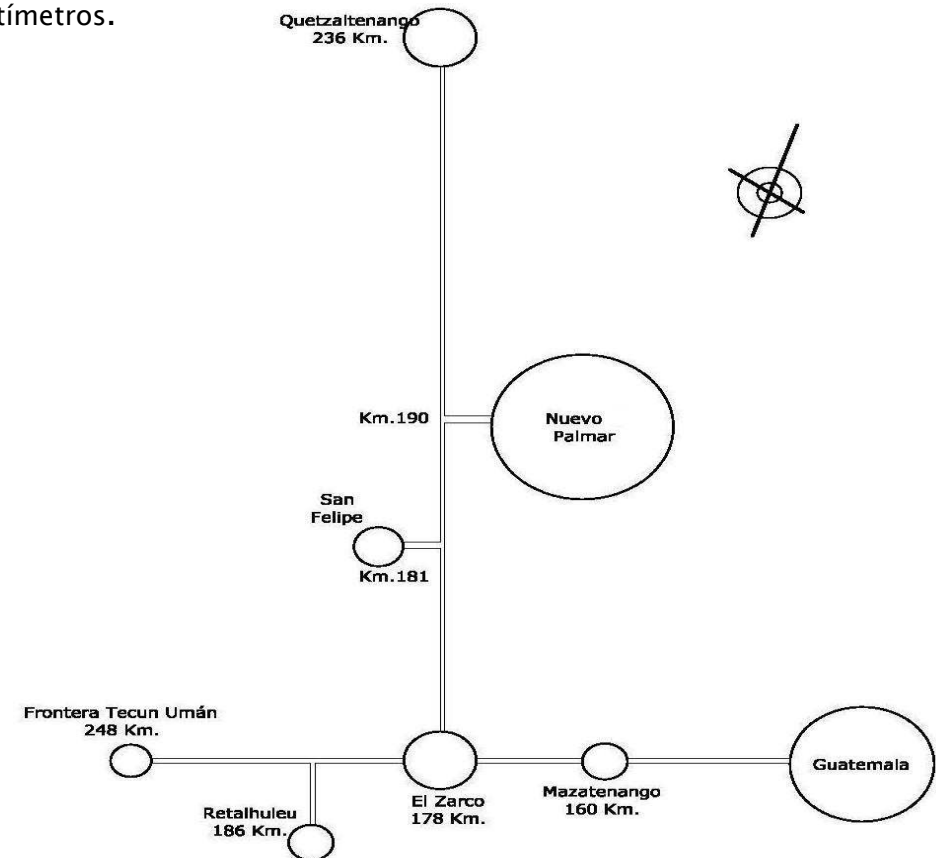 tímetros.
Quetzaltenango
236 Km.
Km.190
Nuevo
Palmar
San
Felipe
Km.181
Frontera Tecun Umán
248 Km.
Retalhuleu
186 Km.
El Zarco
178 Km.
Mazatenango
160 Km.
Guatemala